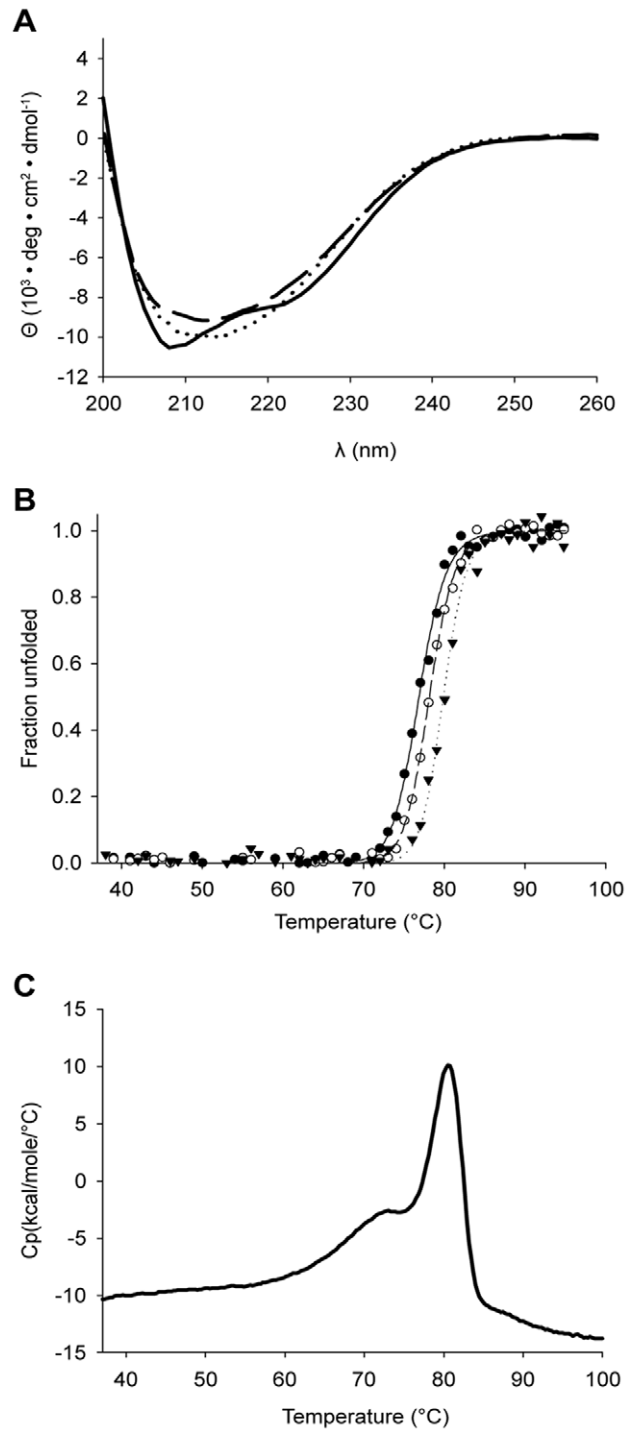 A
4
2
0
-2
-4
-6
-8
-10
-12
Θ (10³ • deg • cm² • dmol⁻¹)
200 210 220 230 240 250 260
λ (nm)
B
1.0
0.8
0.6
0.4
0.2
0.0
Fraction unfolded
40 50 60 70 80 90 100
Temperature (°C)
C
15
10
5
0
-5
-10
-15
Cp(kcal/mole/°C)
40 50 60 70 80 90 100
Temperature (°C)